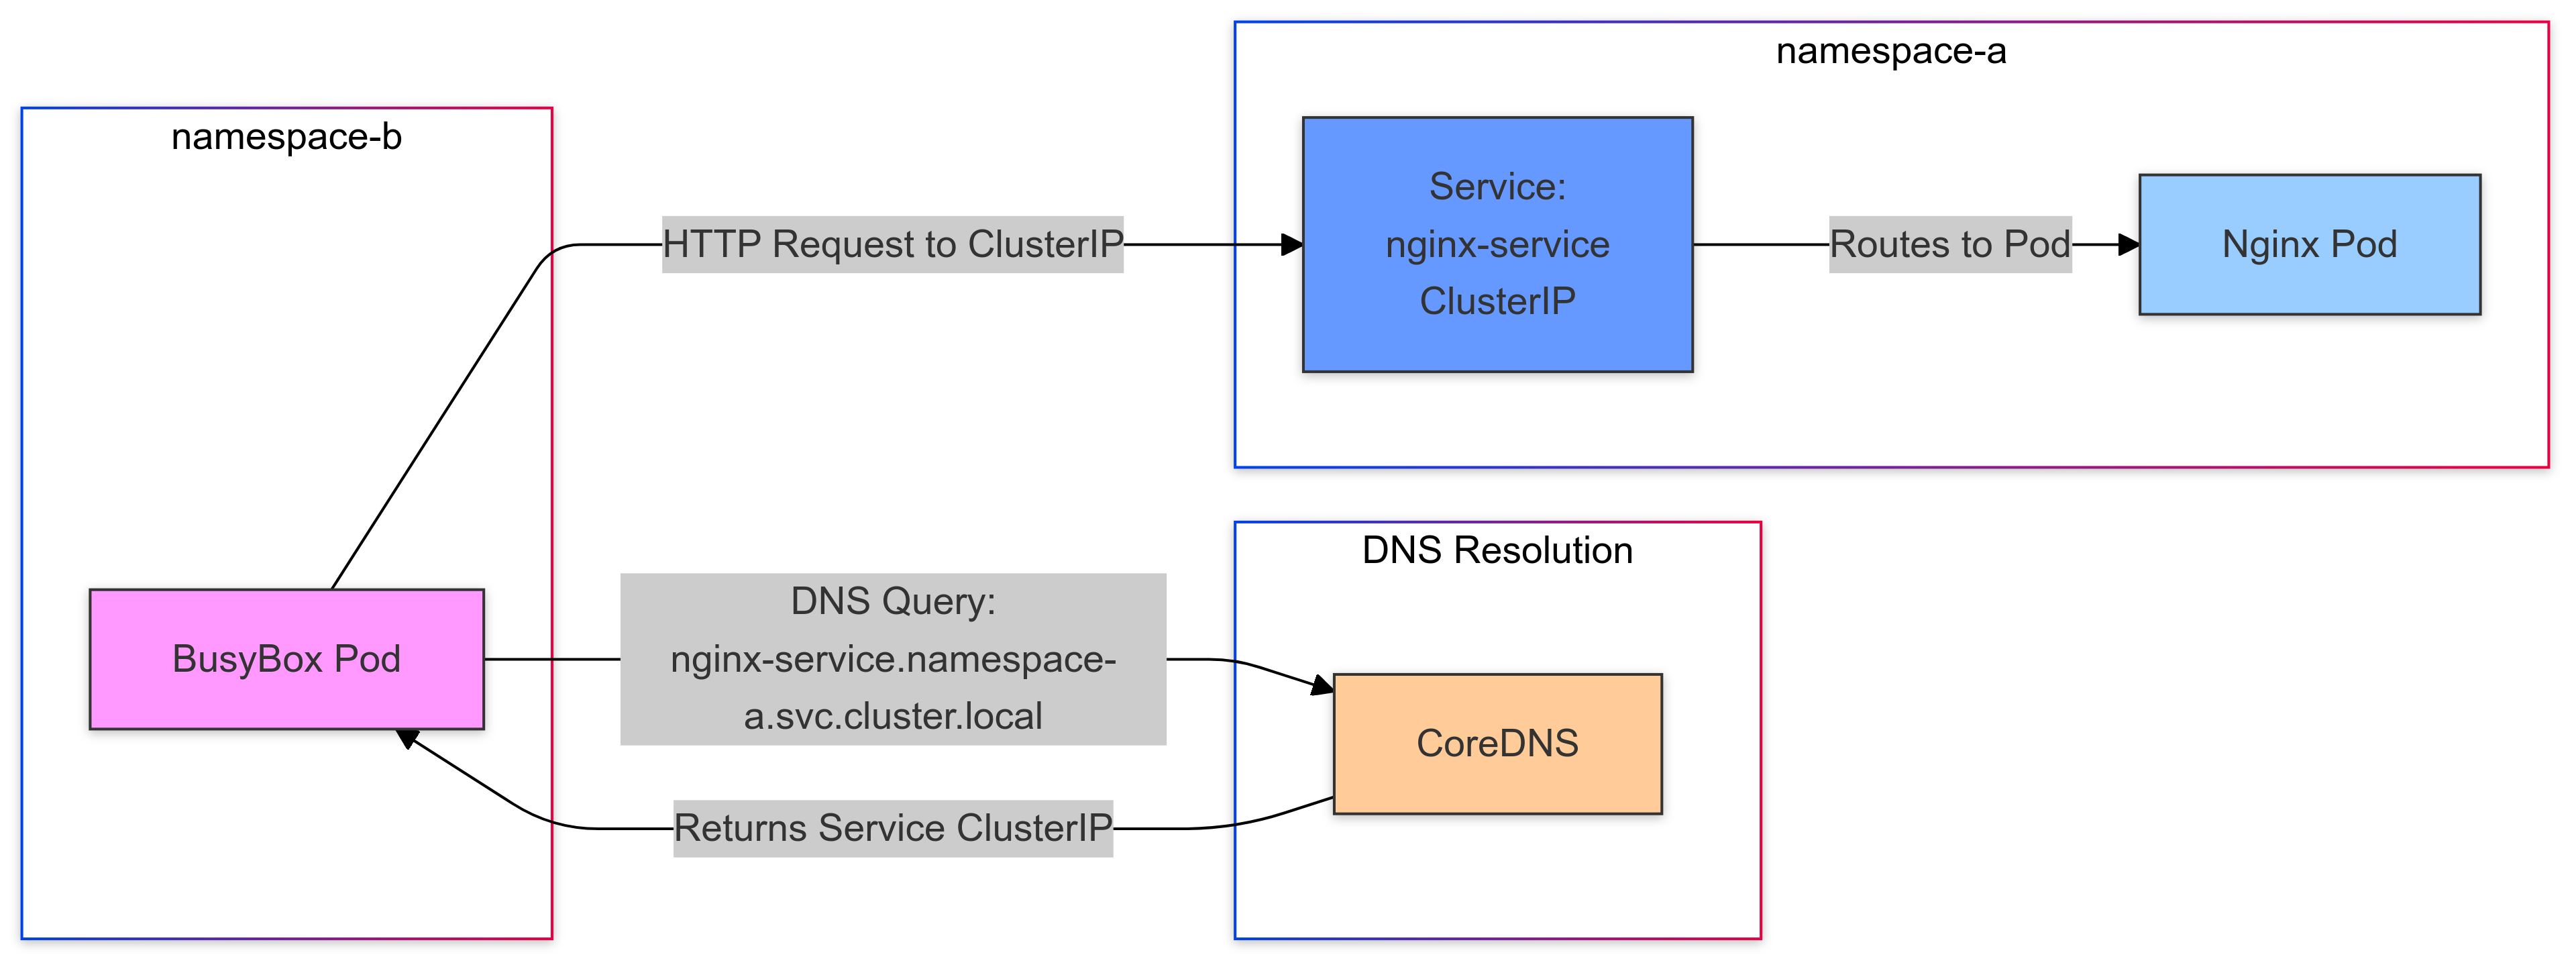 namespace-a
namespace-b
Service:
nginx-service
ClusterIP
HTTP Request to ClusterIP
Routes to Pod
Nginx Pod
DNS Resolution
DNS Query:
nginx-service.namespace-
a.svc.cluster.local
BusyBox Pod
CoreDNS
Returns Service ClusterIP